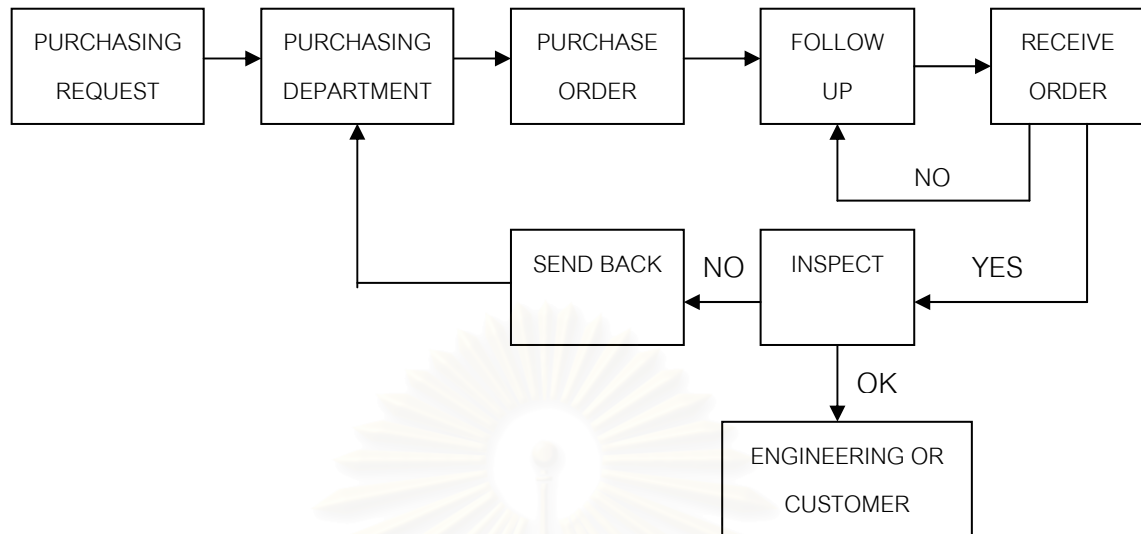 PURCHASING
REQUEST
PURCHASING
DEPARTMENT
PURCHASE
ORDER
FOLLOW
UP
RECEIVE
ORDER
NO
SEND BACK
NO
INSPECT
YES
OK
ENGINEERING OR
CUSTOMER